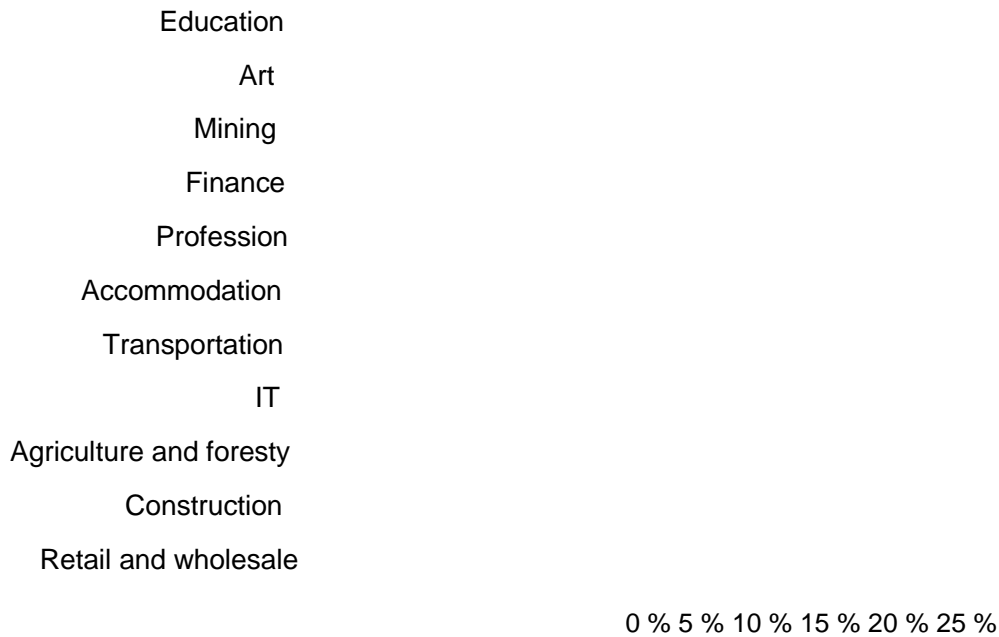 Education
Art
Mining
Finance
Profession
Accommodation
Transportation
IT
Agriculture and foresty
Construction
Retail and wholesale
0 % 5 % 10 % 15 % 20 % 25 %